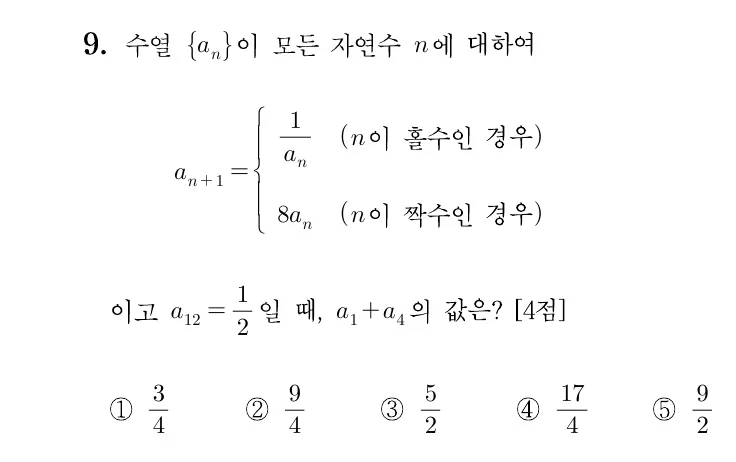 9. 수열 {aₙ}이 모든 자연수 n에 대하여
aₙ₊₁ = { 1/aₙ (n이 홀수인 경우)
8aₙ (n이 짝수인 경우)
이고 a₁₂ = 1/2 일 때, a₁+a₄의 값은? [4점]
① 3/4 ② 9/4 ③ 5/2 ④ 17/4 ⑤ 9/2